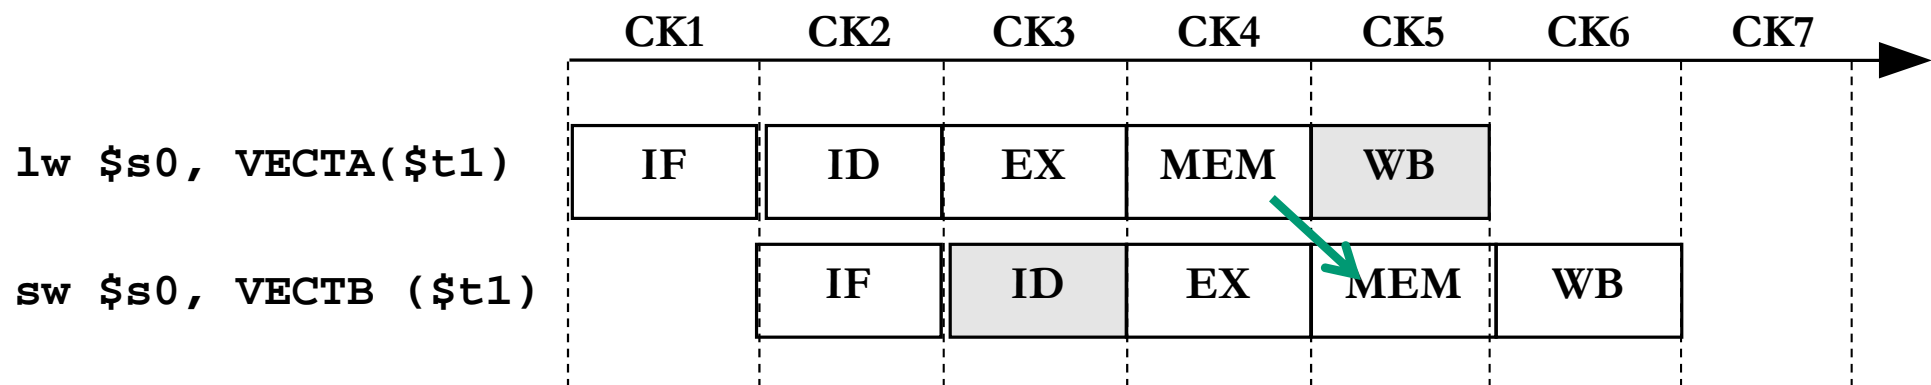 CK1 CK2 CK3 CK4 CK5 CK6 CK7
lw $s0, VECTA($t1) IF ID EX MEM WB
sw $s0, VECTB ($t1) IF ID EX MEM WB